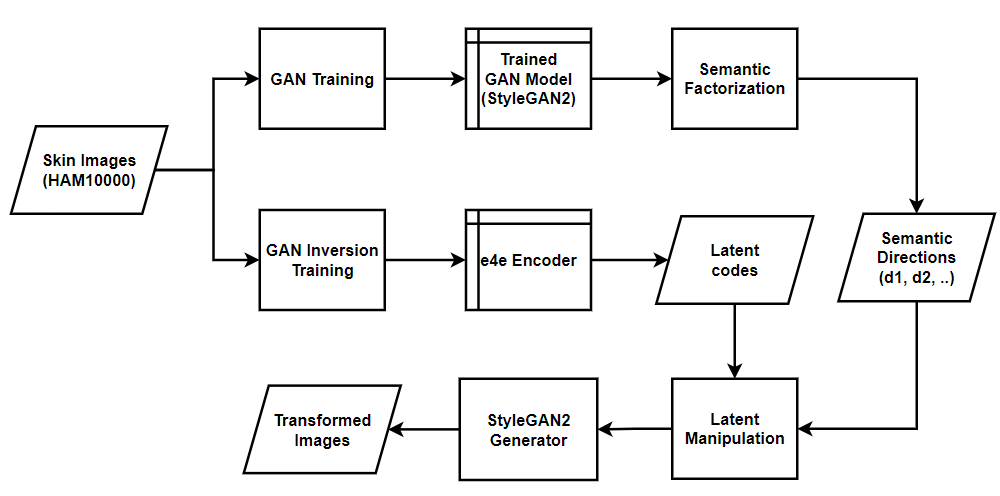 GAN Training
Trained
GAN Model
(StyleGAN2)
Semantic
Factorization
Skin Images
(HAM10000)
GAN Inversion
Training
e4e Encoder
Latent
codes
Semantic
Directions
(d1, d2, ..)
Transformed
Images
StyleGAN2
Generator
Latent
Manipulation